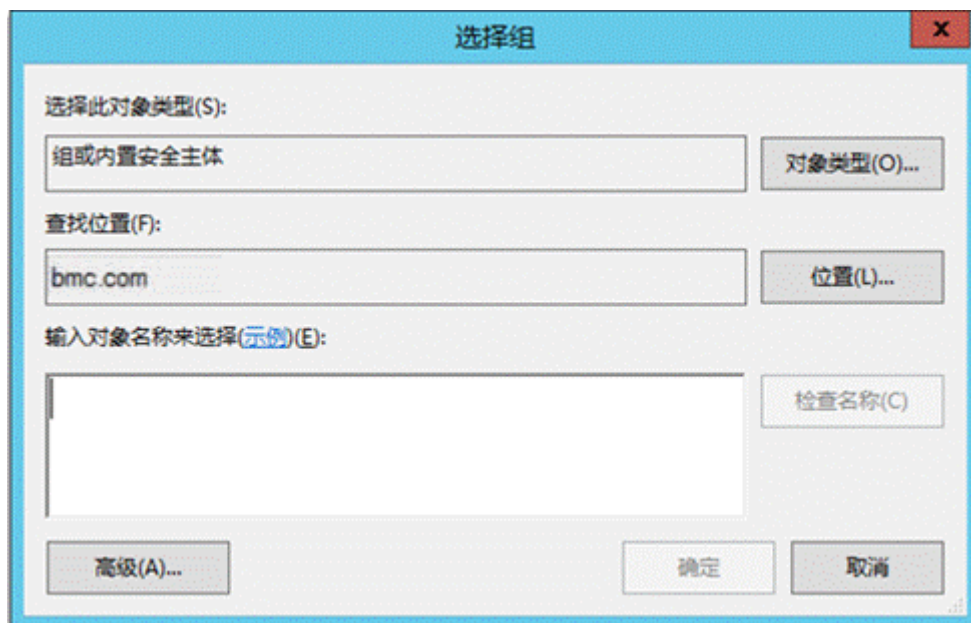 选择组
x
选择此对象类型(S):
组或内置安全主体
对象类型(O)...
查找位置(F):
bmc.com
位置(L)...
输入对象名称来选择(示例)(E):
检查名称(C)
高级(A)...
确定
取消